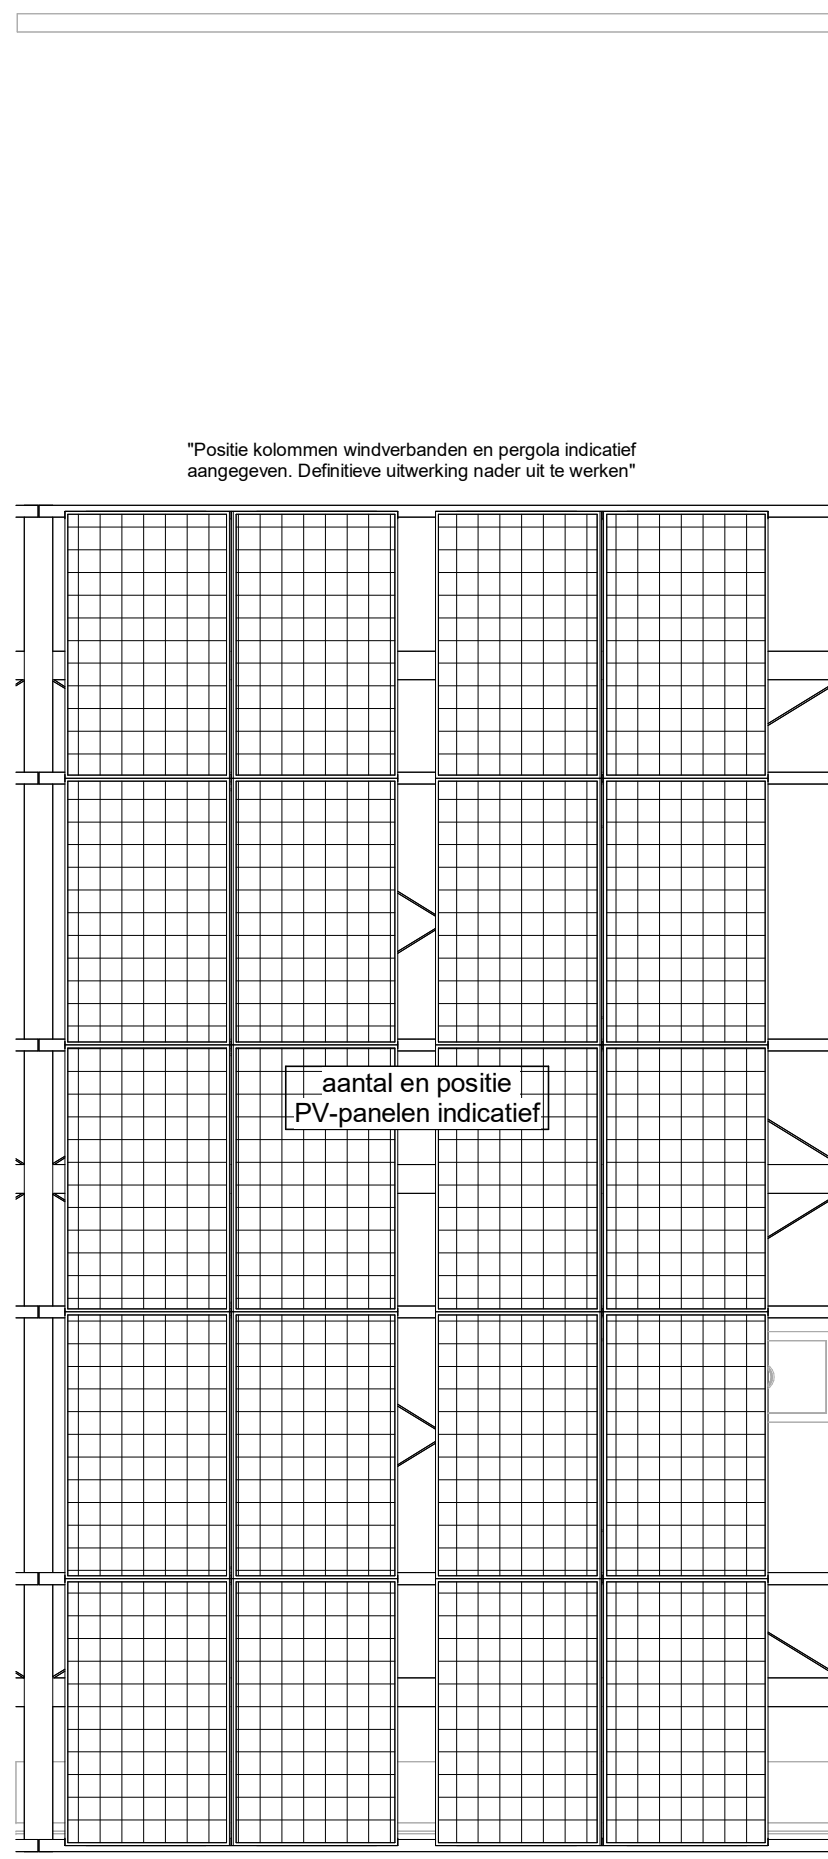 "Positie kolommen windverbanden en pergola indicatief
aangegeven. Definitieve uitwerking nader uit te werken"
aantal en positie
PV-panelen indicatief